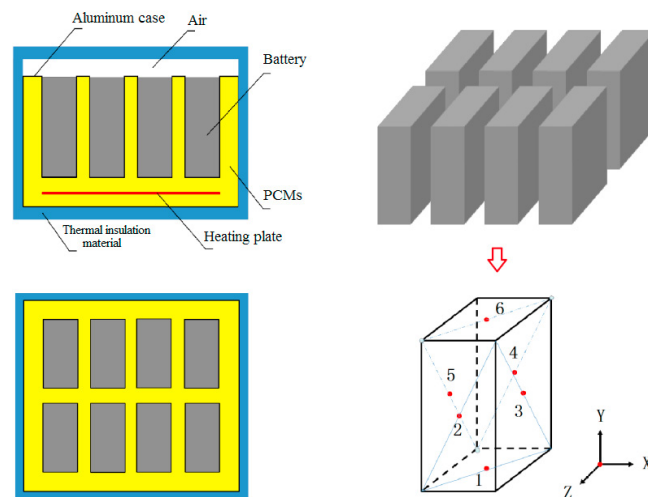 Aluminum case
Air
Battery
PCMs
Thermal insulation
material
Heating plate
6
4
5
3
2
1
Y
X
Z